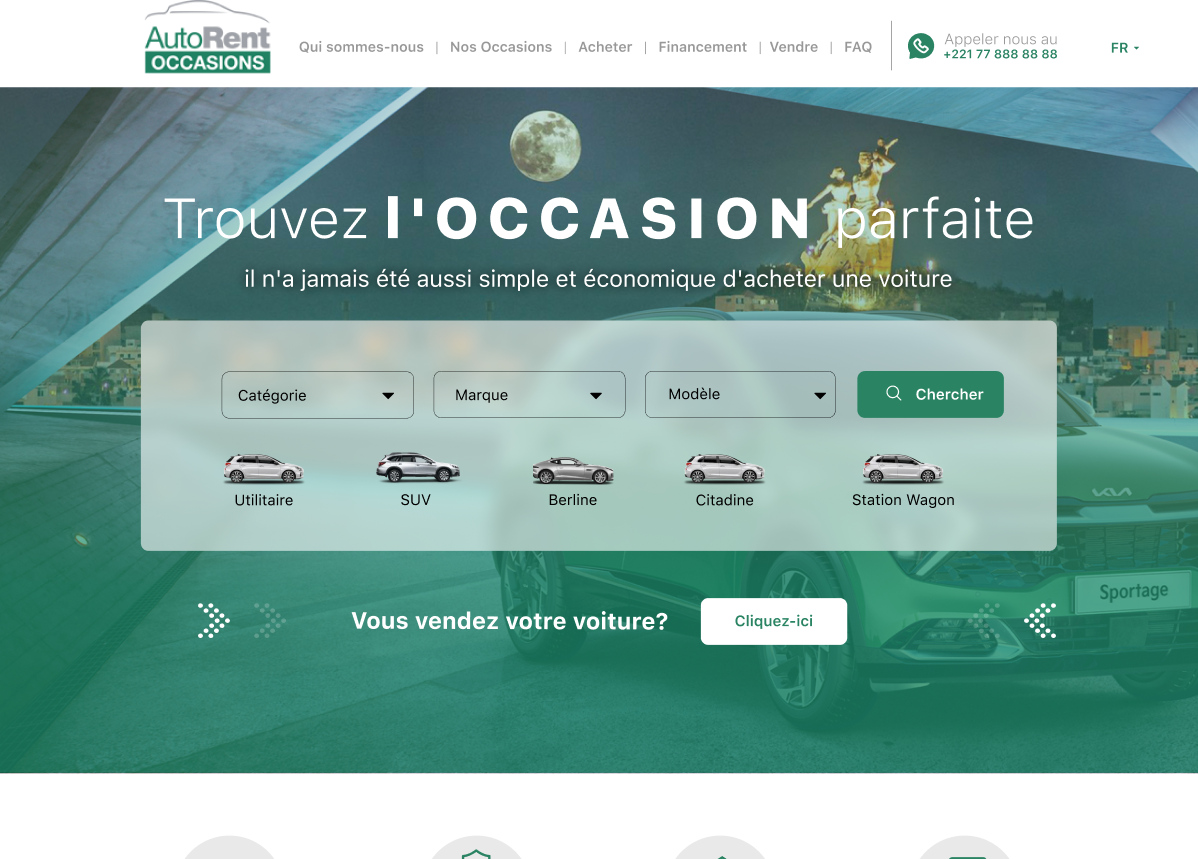 AutoRent
OCCASIONS
Qui sommes-nous | Nos Occasions | Acheter | Financement | Vendre | FAQ
Appeler nous au
+221 77 888 88 88
FR
Trouvez l'OCCASION parfaite
il n'a jamais été aussi simple et économique d'acheter une voiture
Catégorie
Marque
Modèle
Chercher
Utilitaire
SUV
Berline
Citadine
Station Wagon
KIA
Sportage
Vous vendez votre voiture?
Cliquez-ici